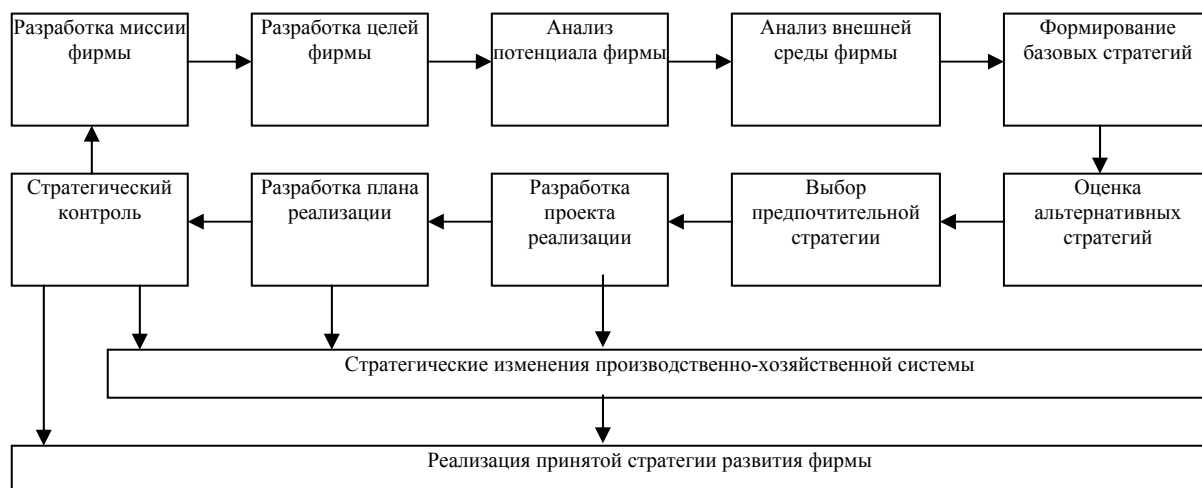 Разработка миссии
фирмы
Разработка целей
фирмы
Анализ
потенциала фирмы
Анализ внешней
среды фирмы
Формирование
базовых стратегий
Стратегический
контроль
Разработка плана
реализации
Разработка
проекта
реализации
Выбор
предпочтительной
стратегии
Оценка
альтернативных
стратегий
Стратегические изменения производственно-хозяйственной системы
Реализация принятой стратегии развития фирмы